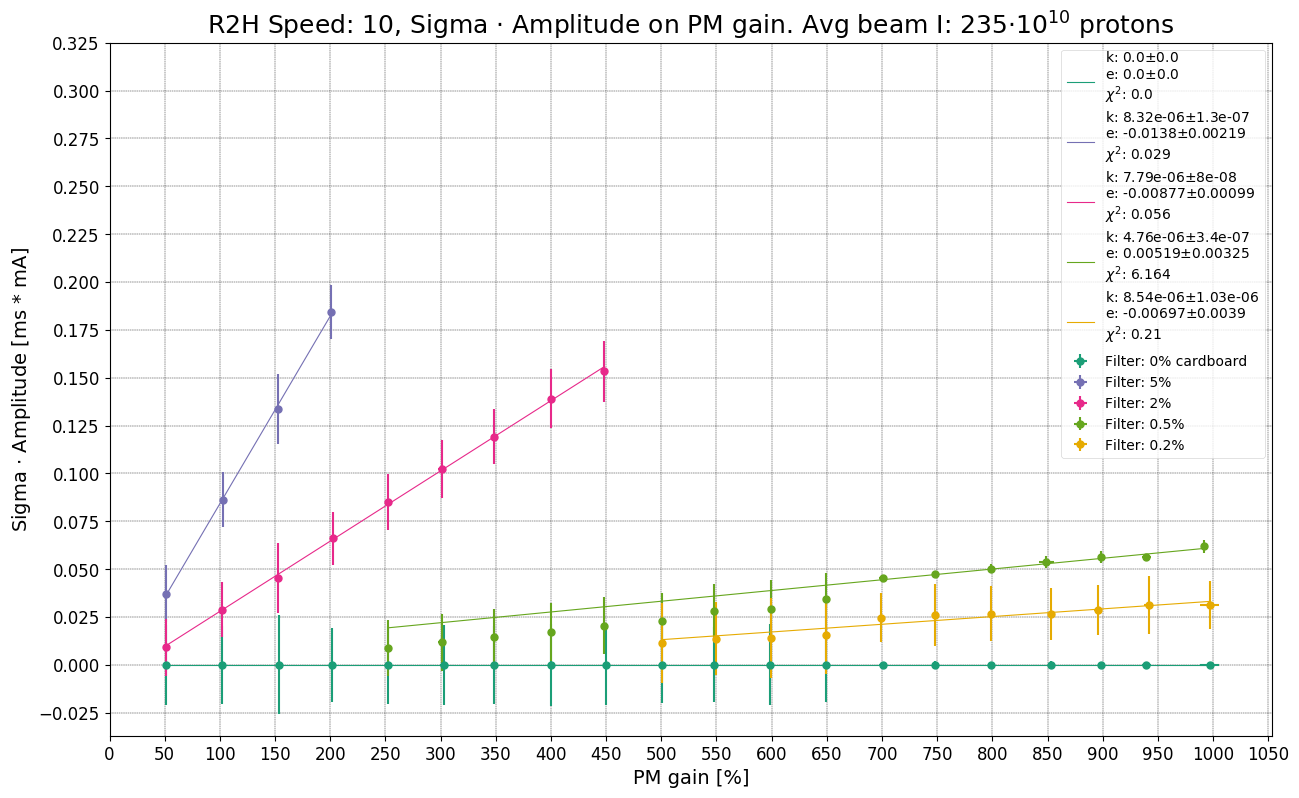 R2H Speed: 10, Sigma · Amplitude on PM gain. Avg beam I: 235·10¹⁰ protons
Sigma · Amplitude [ms * mA]
0.325
0.300
0.275
0.250
0.225
0.200
0.175
0.150
0.125
0.100
0.075
0.050
0.025
0.000
−0.025
k: 0.0±0.0
e: 0.0±0.0
χ²: 0.0
k: 8.32e-06±1.3e-07
e: -0.0138±0.00219
χ²: 0.029
k: 7.79e-06±8e-08
e: -0.00877±0.00099
χ²: 0.056
k: 4.76e-06±3.4e-07
e: 0.00519±0.00325
χ²: 6.164
k: 8.54e-06±1.03e-06
e: -0.00697±0.0039
χ²: 0.21
Filter: 0% cardboard
Filter: 5%
Filter: 2%
Filter: 0.5%
Filter: 0.2%
0 50 100 150 200 250 300 350 400 450 500 550 600 650 700 750 800 850 900 950 1000 1050
PM gain [%]